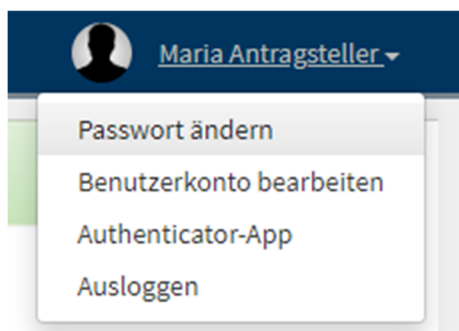 Maria Antragsteller
Passwort ändern
Benutzerkonto bearbeiten
Authenticator-App
Ausloggen